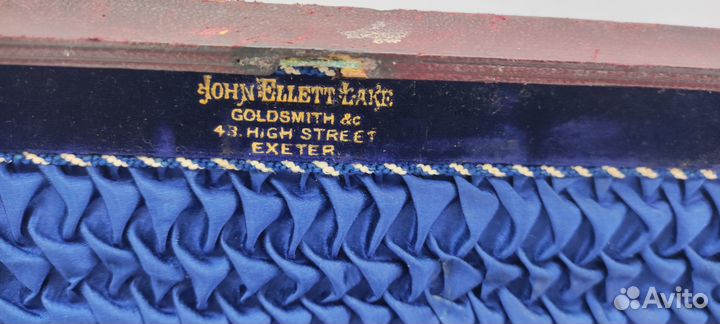 JOHN ELLETT LAKE
GOLDSMITH &c
43. HIGH STREET
EXETER
Avito